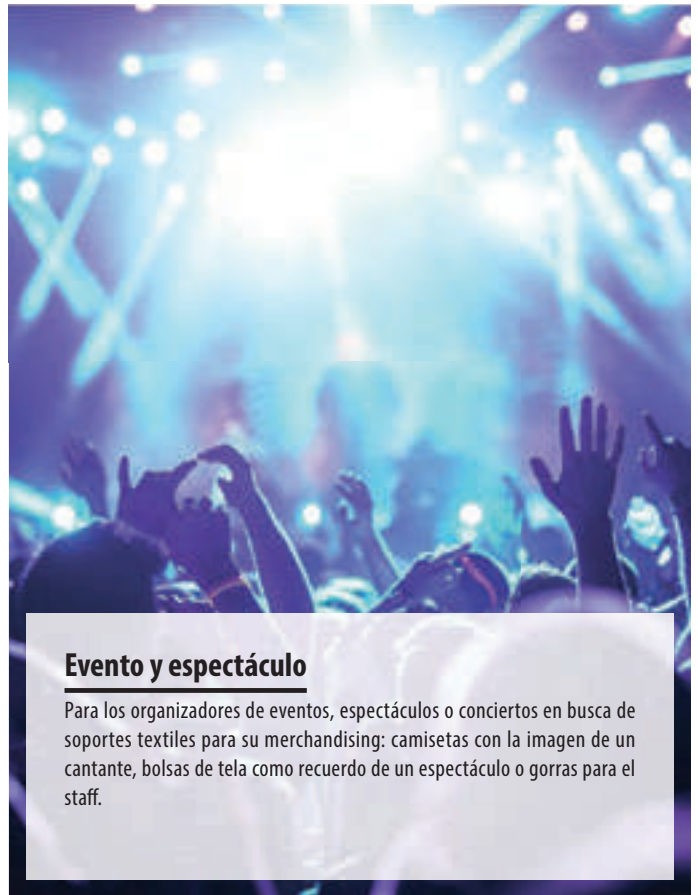 Evento y espectáculo
Para los organizadores de eventos, espectáculos o conciertos en busca de
soportes textiles para su merchandising: camisetas con la imagen de un
cantante, bolsas de tela como recuerdo de un espectáculo o gorras para el
staff.